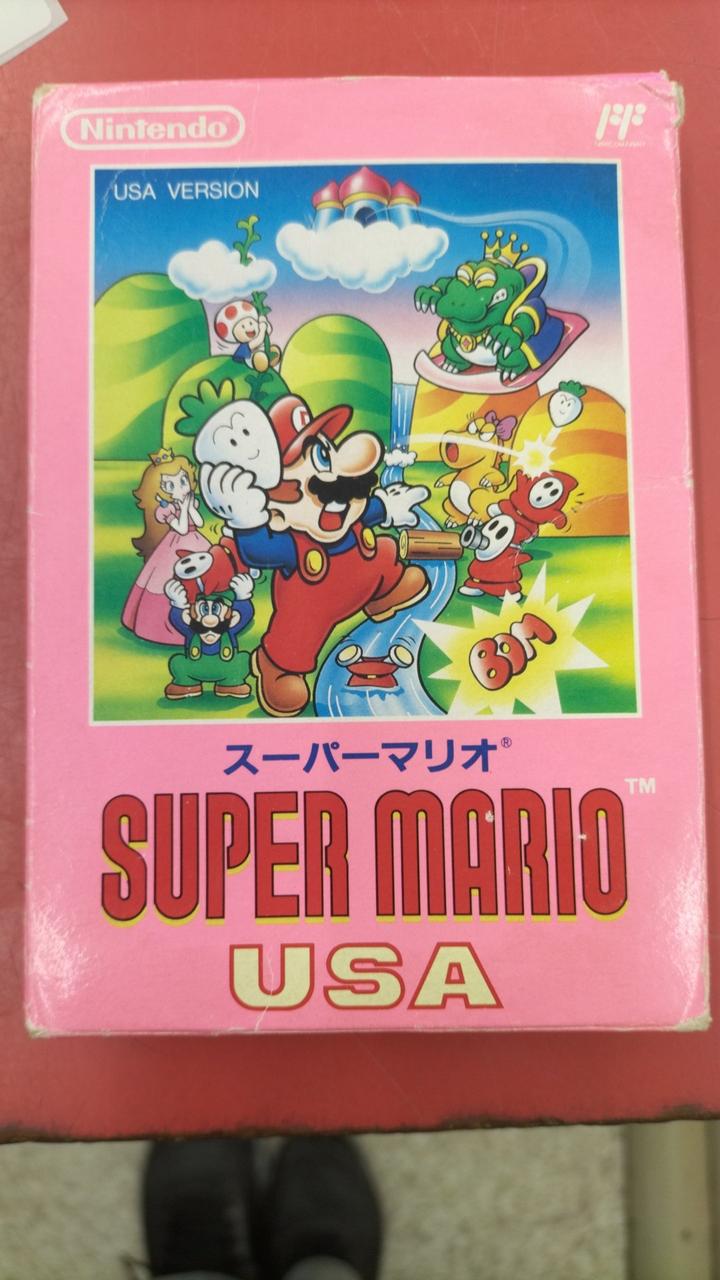 Nintendo®
USA VERSION
M
BOM
スーパーマリオ®
SUPER MARIO™
USA